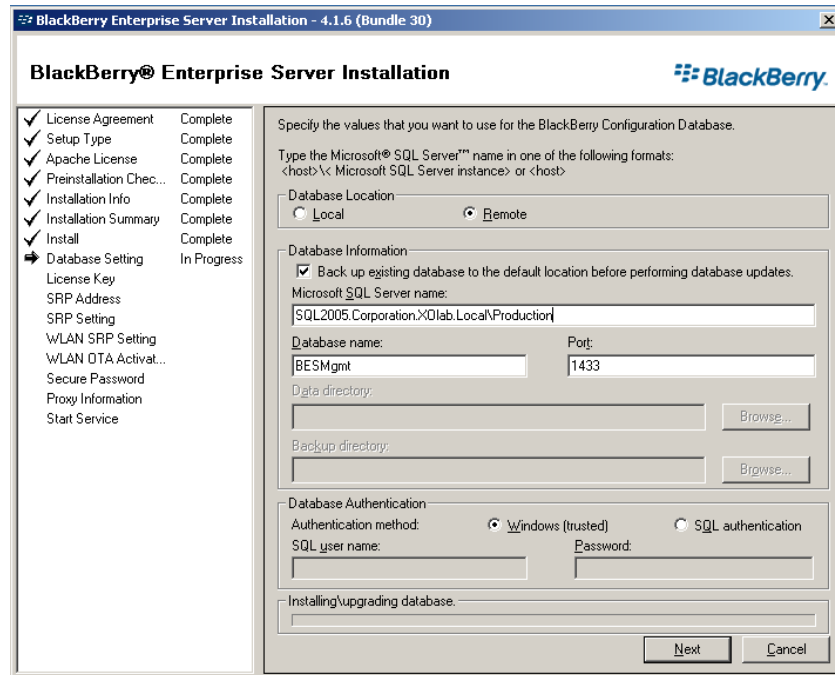 BlackBerry Enterprise Server Installation - 4.1.6 (Bundle 30)
BlackBerry® Enterprise Server Installation
BlackBerry.
License Agreement Complete
Setup Type Complete
Apache License Complete
Preinstallation Chec... Complete
Installation Info Complete
Installation Summary Complete
Install Complete
Database Setting In Progress
License Key
SRP Address
SRP Setting
WLAN SRP Setting
WLAN OTA Activat...
Secure Password
Proxy Information
Start Service
Specify the values that you want to use for the BlackBerry Configuration Database.
Type the Microsoft® SQL Server™ name in one of the following formats:
<host>\< Microsoft SQL Server instance> or <host>
Database Location
Local Remote
Database Information
Back up existing database to the default location before performing database updates.
Microsoft SQL Server name:
SQL2005.Corporation.XOlab.Local\Production
Database name: Port:
BESMgmt 1433
Data directory:
Browse...
Backup directory:
Browse...
Database Authentication
Authentication method: Windows (trusted) SQL authentication
SQL user name: Password:
Installing\upgrading database.
Next Cancel